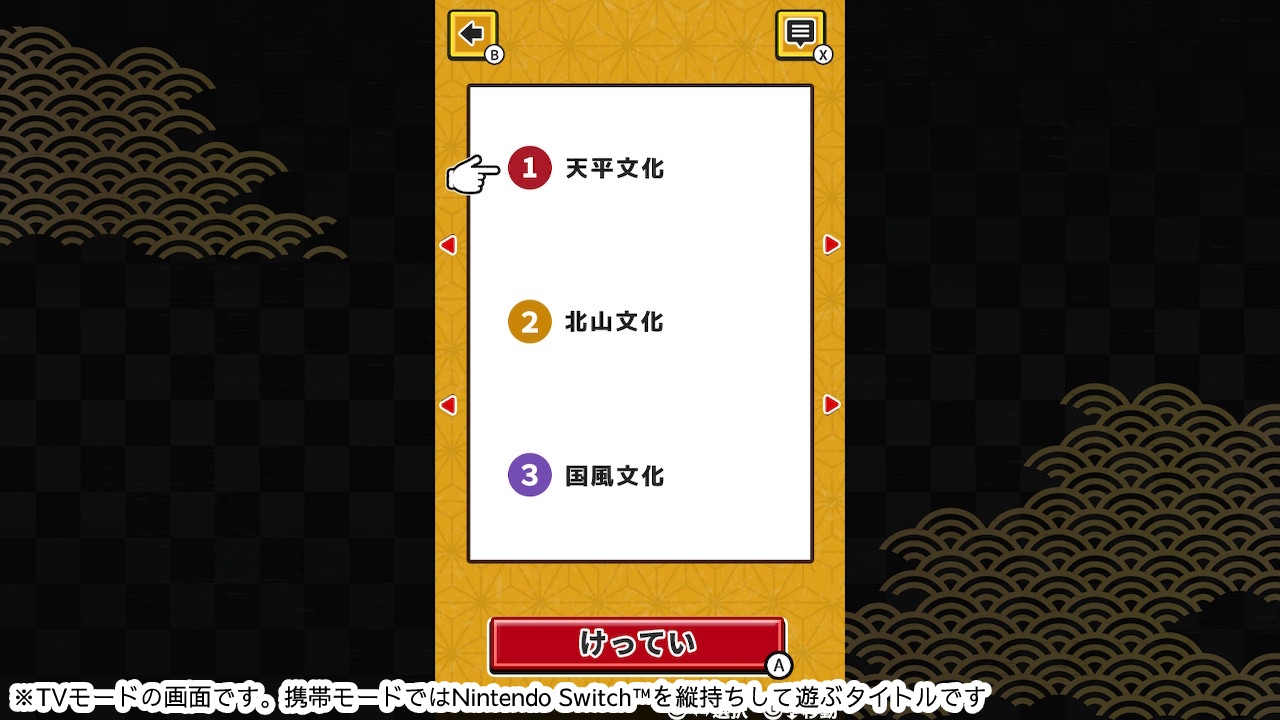 B
X
1 天平文化
2 北山文化
3 国風文化
けってい
A
※TVモードの画面です。携帯モードではNintendo Switch™を縦持ちして遊ぶタイトルです